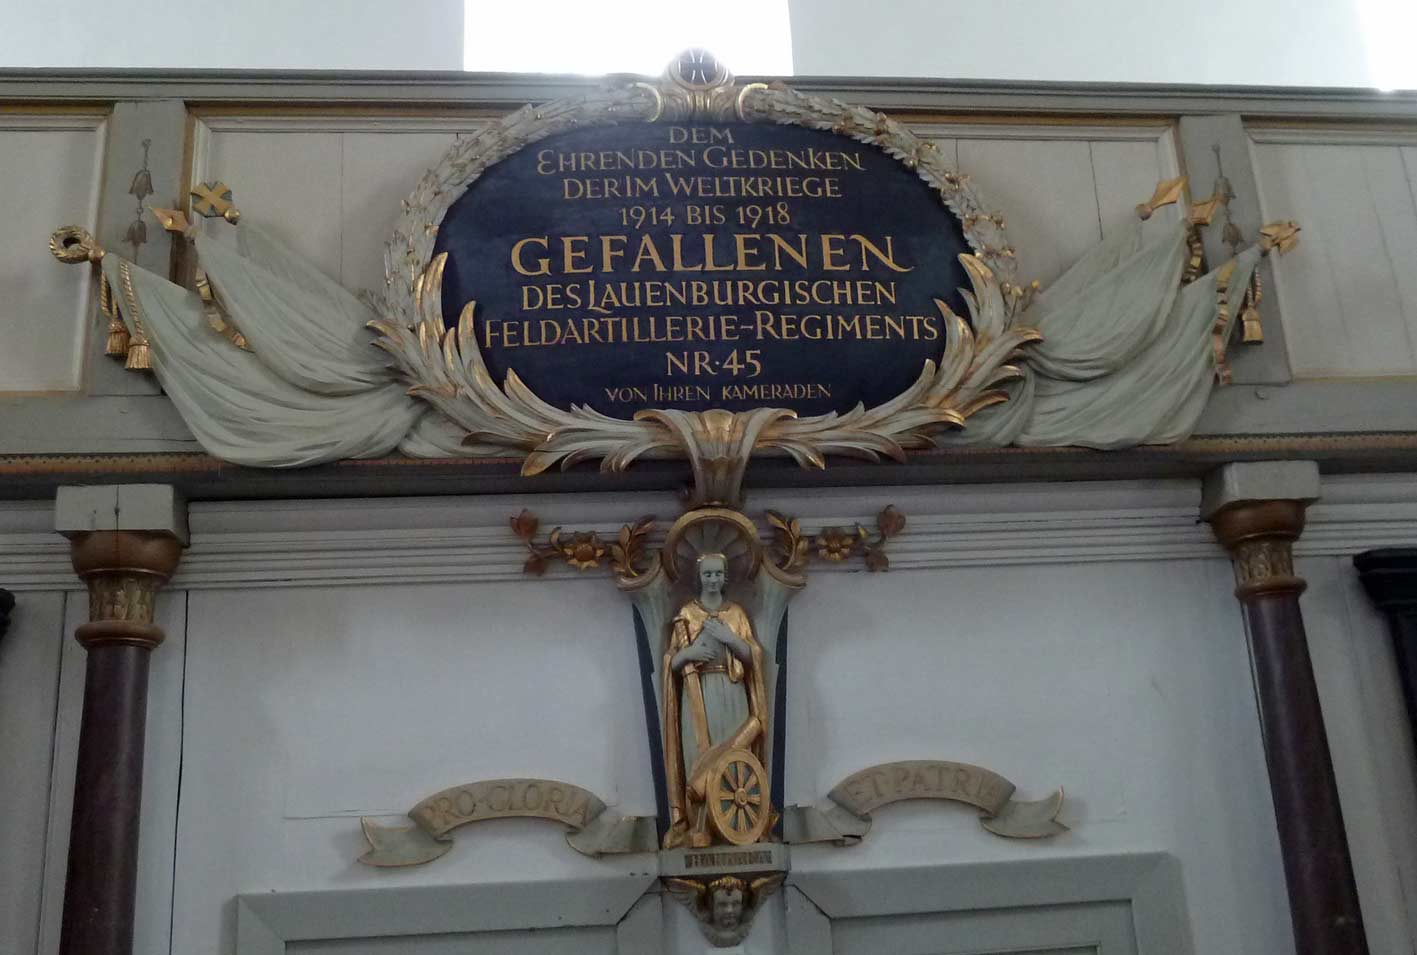 DEM
EHRENDEN GEDENKEN
DER IM WELTKRIEGE
1914 BIS 1918
GEFALLENEN
DES LAUENBURGISCHEN
FELDARTILLERIE-REGIMENTS
NR·45
VON IHREN KAMERADEN
PRO·GLORIA
ET·PATRIA